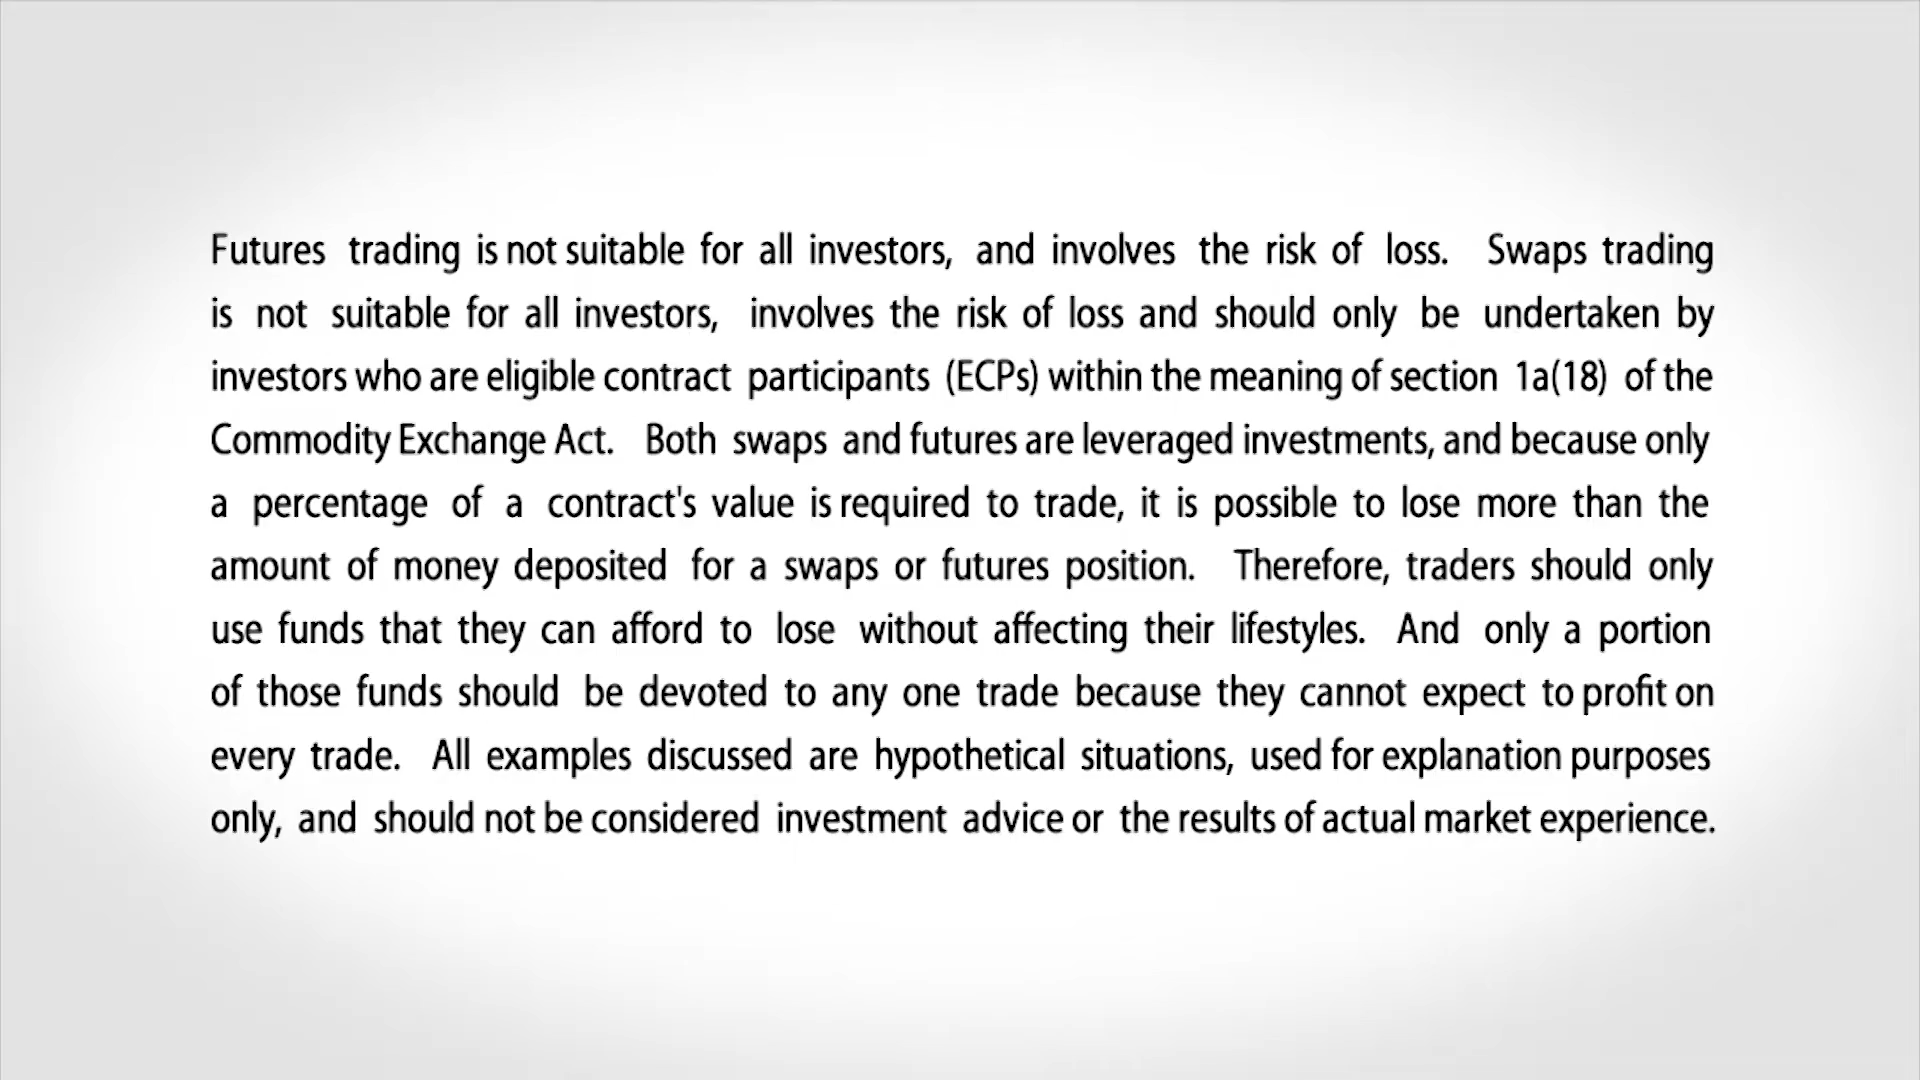 Futures trading is not suitable for all investors, and involves the risk of loss. Swaps trading
is not suitable for all investors, involves the risk of loss and should only be undertaken by
investors who are eligible contract participants (ECPs) within the meaning of section 1a(18) of the
Commodity Exchange Act. Both swaps and futures are leveraged investments, and because only
a percentage of a contract's value is required to trade, it is possible to lose more than the
amount of money deposited for a swaps or futures position. Therefore, traders should only
use funds that they can afford to lose without affecting their lifestyles. And only a portion
of those funds should be devoted to any one trade because they cannot expect to profit on
every trade. All examples discussed are hypothetical situations, used for explanation purposes
only, and should not be considered investment advice or the results of actual market experience.